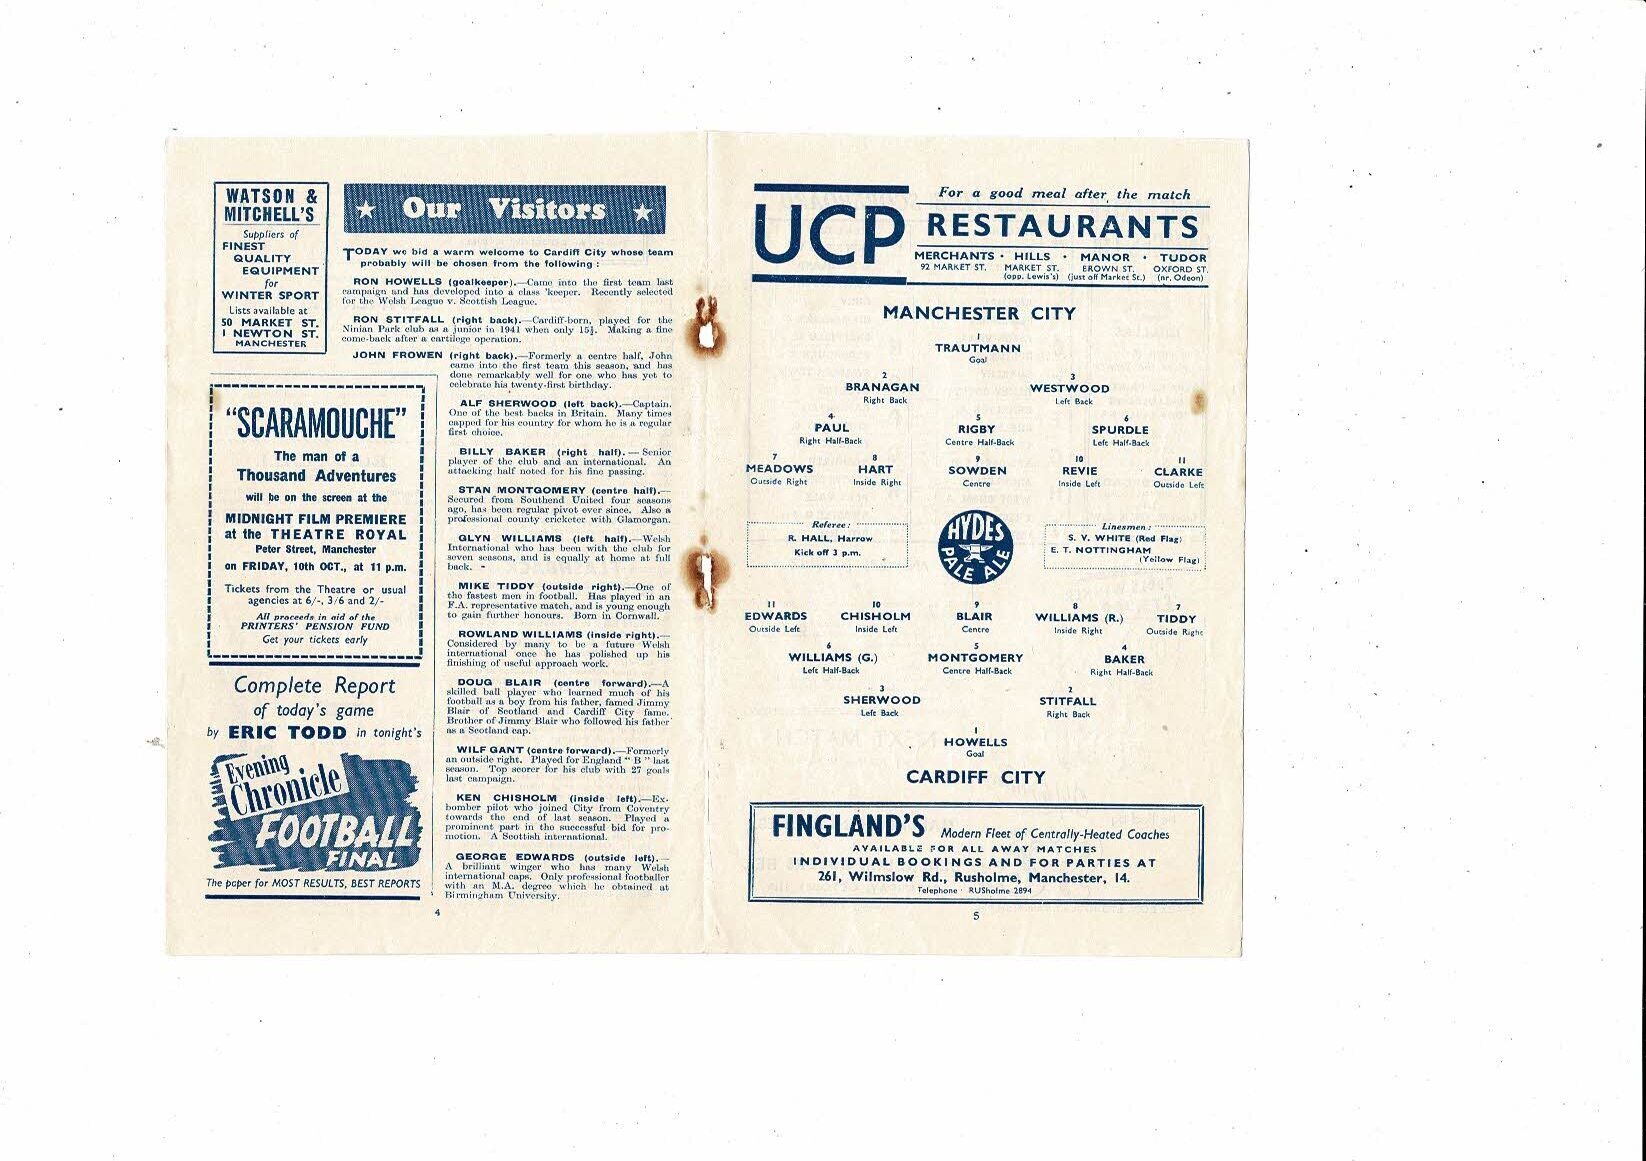 WATSON &
MITCHELL'S
Suppliers of
FINEST
QUALITY
EQUIPMENT
for
WINTER SPORT
Lists available at
50 MARKET ST.
1 NEWTON ST.
MANCHESTER
"SCARAMOUCHE"
The man of a
Thousand Adventures
will be on the screen at the
MIDNIGHT FILM PREMIERE
at the THEATRE ROYAL
Peter Street, Manchester
on FRIDAY, 10th OCT., at 11 p.m.
Tickets from the Theatre or usual
agencies at 6/-, 3/6 and 2/-
All proceeds in aid of the
PRINTERS' PENSION FUND
Get your tickets early
Complete Report
of today's game
by ERIC TODD in tonight's
Evening
Chronicle
FOOTBALL
FINAL
The paper for MOST RESULTS, BEST REPORTS
★ Our Visitors ★
TODAY we bid a warm welcome to Cardiff City whose team
probably will be chosen from the following :
RON HOWELLS (goalkeeper).—Came into the first team last
campaign and has developed into a class 'keeper. Recently selected
for the Welsh League v. Scottish League.
RON STITFALL (right back).—Cardiff-born, played for the
Ninian Park club as a junior in 1941 when only 15½. Making a fine
come-back after a cartilege operation.
JOHN FROWEN (right back).—Formerly a centre half, John
came into the first team this season, and has
done remarkably well for one who has yet to
celebrate his twenty-first birthday.
ALF SHERWOOD (left back).—Captain.
One of the best backs in Britain. Many times
capped for his country for whom he is a regular
first choice.
BILLY BAKER (right half).—Senior
player of the club and an international. An
attacking half noted for his fine passing.
STAN MONTGOMERY (centre half).—
Secured from Southend United four seasons
ago, has been regular pivot ever since. Also a
professional county cricketer with Glamorgan.
GLYN WILLIAMS (left half).—Welsh
International who has been with the club for
seven seasons, and is equally at home at full
back.
MIKE TIDDY (outside right).—One of
the fastest men in football. Has played in an
F.A. representative match, and is young enough
to gain further honours. Born in Cornwall.
ROWLAND WILLIAMS (inside right).—
Considered by many to be a future Welsh
international once he has polished up his
finishing of useful approach work.
DOUG BLAIR (centre forward).—A
skilled ball player who learned much of his
football as a boy from his father, famed Jimmy
Blair of Scotland and Cardiff City fame.
Brother of Jimmy Blair who followed his father
as a Scotland cap.
WILF GANT (centre forward).—Formerly
an outside right. Played for England " B " last
season. Top scorer for his club with 27 goals
last campaign.
KEN CHISHOLM (inside left).—Ex-
bomber pilot who joined City from Coventry
towards the end of last season. Played a
prominent part in the successful bid for pro-
motion. A Scottish international.
GEORGE EDWARDS (outside left).—
A brilliant winger who has many Welsh
international caps. Only professional footballer
with an M.A. degree which he obtained at
Birmingham University.
4
UCP
For a good meal after the match
RESTAURANTS
MERCHANTS · HILLS · MANOR · TUDOR
92 MARKET ST. MARKET ST. BROWN ST. OXFORD ST.
(opp. Lewis's) (just off Market St.) (nr. Odeon)
MANCHESTER CITY
1
TRAUTMANN
Goal
2 3
BRANAGAN WESTWOOD
Right Back Left Back
4 5 6
PAUL RIGBY SPURDLE
Right Half-Back Centre Half-Back Left Half-Back
7 8 9 10 11
MEADOWS HART SOWDEN REVIE CLARKE
Outside Right Inside Right Centre Inside Left Outside Left
Referee :
R. HALL, Harrow
Kick off 3 p.m.
HYDES
PALE ALE
Linesmen :
S. V. WHITE (Red Flag)
E. T. NOTTINGHAM
(Yellow Flag)
11 10 9 8 7
EDWARDS CHISHOLM BLAIR WILLIAMS (R.) TIDDY
Outside Left Inside Left Centre Inside Right Outside Right
6 5 4
WILLIAMS (G.) MONTGOMERY BAKER
Left Half-Back Centre Half-Back Right Half-Back
3 2
SHERWOOD STITFALL
Left Back Right Back
1
HOWELLS
Goal
CARDIFF CITY
FINGLAND'S Modern Fleet of Centrally-Heated Coaches
AVAILABLE FOR ALL AWAY MATCHES
INDIVIDUAL BOOKINGS AND FOR PARTIES AT
261, Wilmslow Rd., Rusholme, Manchester, 14.
Telephone · RUSholme 2894
5